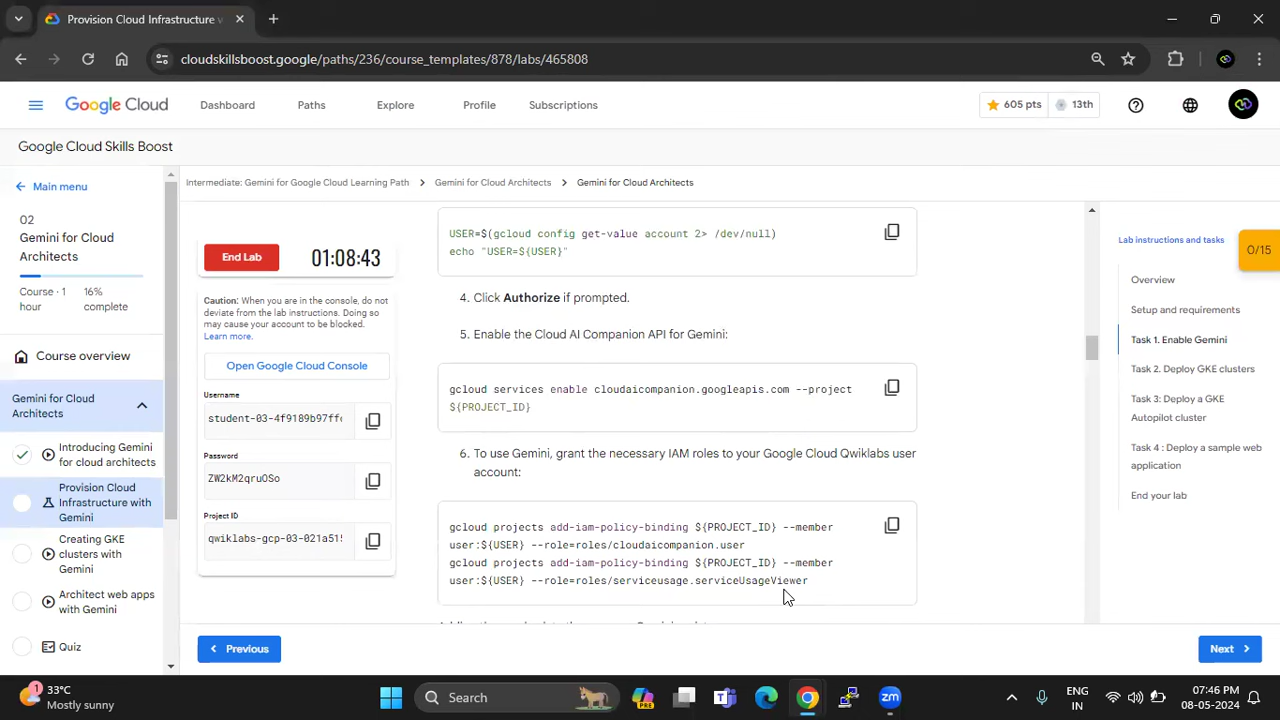 Provision Cloud Infrastructure w
cloudskillsboost.google/paths/236/course_templates/878/labs/465808
Google Cloud
Dashboard
Paths
Explore
Profile
Subscriptions
605 pts
13th
Google Cloud Skills Boost
Main menu
02
Gemini for Cloud
Architects
Course · 1
hour
16%
complete
Course overview
Gemini for Cloud
Architects
Introducing Gemini
for cloud architects
Provision Cloud
Infrastructure with
Gemini
Creating GKE
clusters with
Gemini
Architect web apps
with Gemini
Quiz
Intermediate: Gemini for Google Cloud Learning Path
Gemini for Cloud Architects
Gemini for Cloud Architects
End Lab
01:08:43
Caution: When you are in the console, do not
deviate from the lab instructions. Doing so
may cause your account to be blocked.
Learn more.
Open Google Cloud Console
Username
student-03-4f9189b97ff
Password
ZW2kM2qruOSo
Project ID
qwiklabs-gcp-03-021a51
USER=$(gcloud config get-value account 2> /dev/null)
echo "USER=${USER}"
4. Click Authorize if prompted.
5. Enable the Cloud AI Companion API for Gemini:
gcloud services enable cloudaicompanion.googleapis.com --project
${PROJECT_ID}
6. To use Gemini, grant the necessary IAM roles to your Google Cloud Qwiklabs user
account:
gcloud projects add-iam-policy-binding ${PROJECT_ID} --member
user:${USER} --role=roles/cloudaicompanion.user
gcloud projects add-iam-policy-binding ${PROJECT_ID} --member
user:${USER} --role=roles/serviceusage.serviceUsageViewer
Lab instructions and tasks
0/15
Overview
Setup and requirements
Task 1. Enable Gemini
Task 2. Deploy GKE clusters
Task 3: Deploy a GKE
Autopilot cluster
Task 4 : Deploy a sample web
application
End your lab
Previous
Next
1
33°C
Mostly sunny
Search
PRE
zm
ENG
IN
07:46 PM
08-05-2024